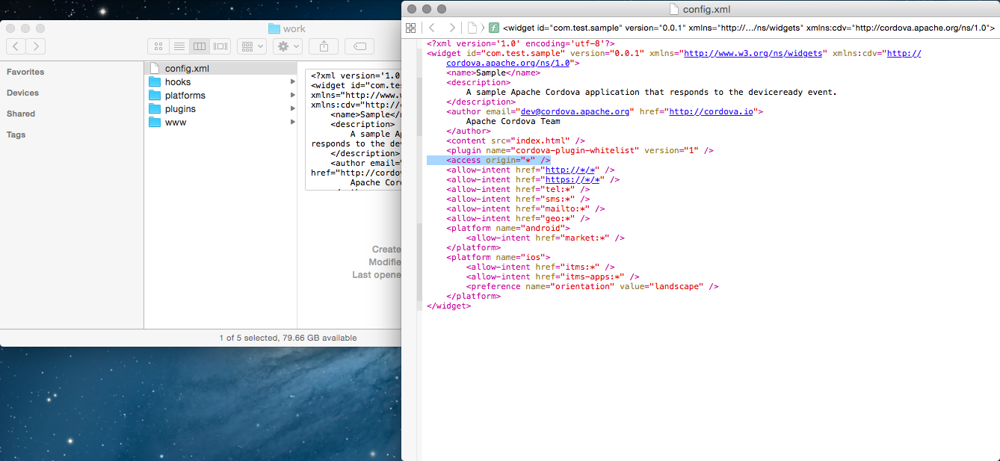 work
Favorites
Devices
Shared
Tags
config.xml
hooks
platforms
plugins
www
<?xml version='1.0
<widget id="com.tes
xmlns="http://www.w
xmlns:cdv="http://c
<name>Sample</n
<description>
A sample Ap
responds to the dev
</description>
<author email="
href="http://cordov
Apache Cord
Create
Modifie
Last opene
1 of 5 selected, 79.66 GB available
config.xml
<widget id="com.test.sample" version="0.0.1" xmlns="http://…/ns/widgets" xmlns:cdv="http://cordova.apache.org/ns/1.0">
<?xml version='1.0' encoding='utf-8'?>
<widget id="com.test.sample" version="0.0.1" xmlns="http://www.w3.org/ns/widgets" xmlns:cdv="http://
cordova.apache.org/ns/1.0">
<name>Sample</name>
<description>
A sample Apache Cordova application that responds to the deviceready event.
</description>
<author email="dev@cordova.apache.org" href="http://cordova.io">
Apache Cordova Team
</author>
<content src="index.html" />
<plugin name="cordova-plugin-whitelist" version="1" />
<access origin="*" />
<allow-intent href="http://*/*" />
<allow-intent href="https://*/*" />
<allow-intent href="tel:*" />
<allow-intent href="sms:*" />
<allow-intent href="mailto:*" />
<allow-intent href="geo:*" />
<platform name="android">
<allow-intent href="market:*" />
</platform>
<platform name="ios">
<allow-intent href="itms:*" />
<allow-intent href="itms-apps:*" />
<preference name="orientation" value="landscape" />
</platform>
</widget>